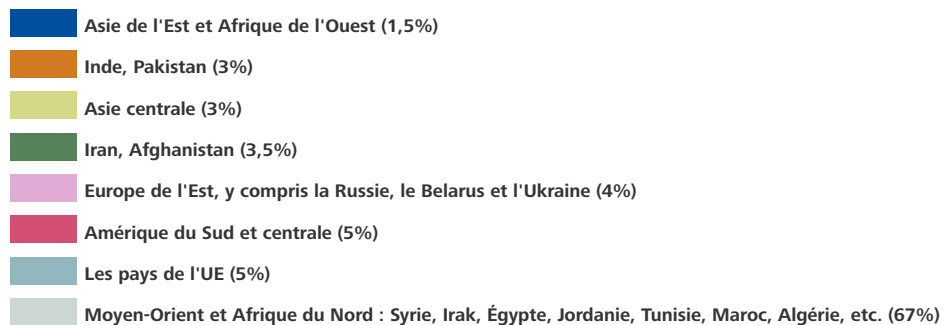 Asie de l'Est et Afrique de l'Ouest (1,5%)
Inde, Pakistan (3%)
Asie centrale (3%)
Iran, Afghanistan (3,5%)
Europe de l'Est, y compris la Russie, le Belarus et l'Ukraine (4%)
Amérique du Sud et centrale (5%)
Les pays de l'UE (5%)
Moyen-Orient et Afrique du Nord : Syrie, Irak, Égypte, Jordanie, Tunisie, Maroc, Algérie, etc. (67%)